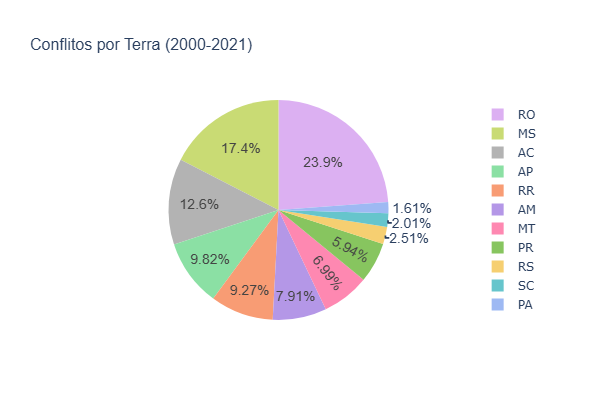 Conflitos por Terra (2000-2021)
23.9%
17.4%
12.6%
9.82%
9.27%
7.91%
6.99%
5.94%
2.51%
2.01%
1.61%
RO
MS
AC
AP
RR
AM
MT
PR
RS
SC
PA